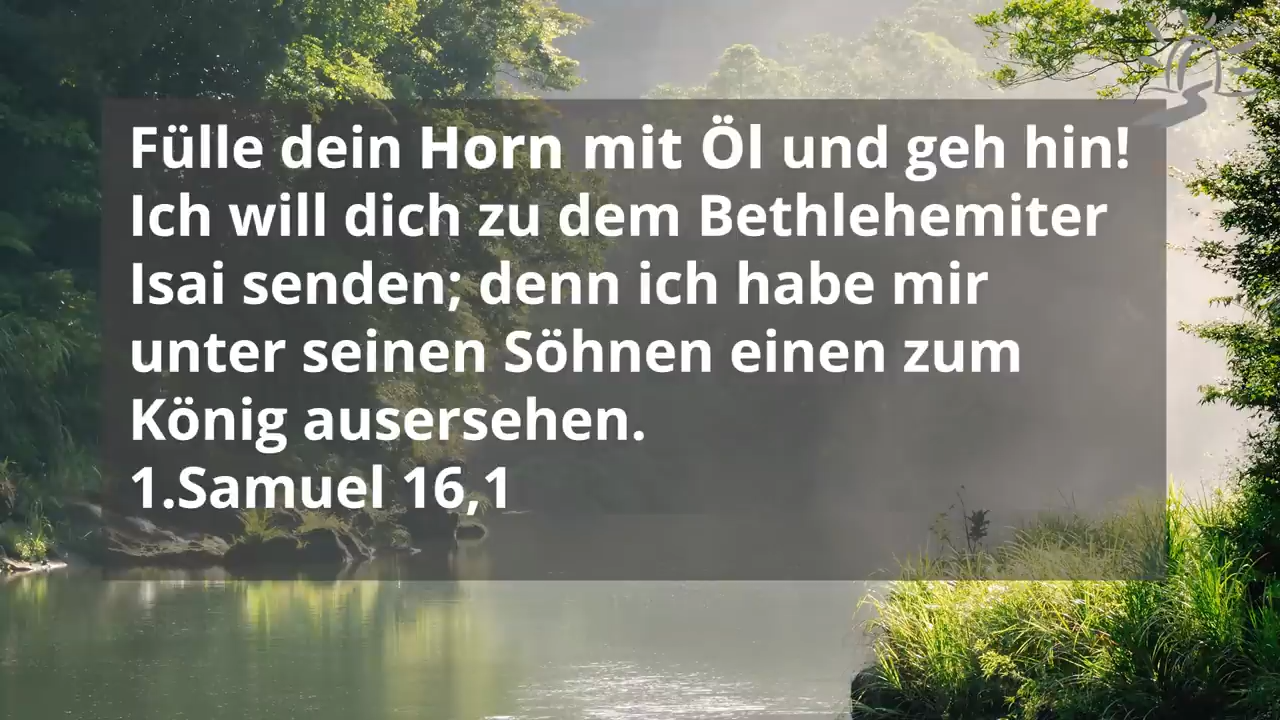 Fülle dein Horn mit Öl und geh hin!
Ich will dich zu dem Bethlehemiter
Isai senden; denn ich habe mir
unter seinen Söhnen einen zum
König ausersehen.
1.Samuel 16,1